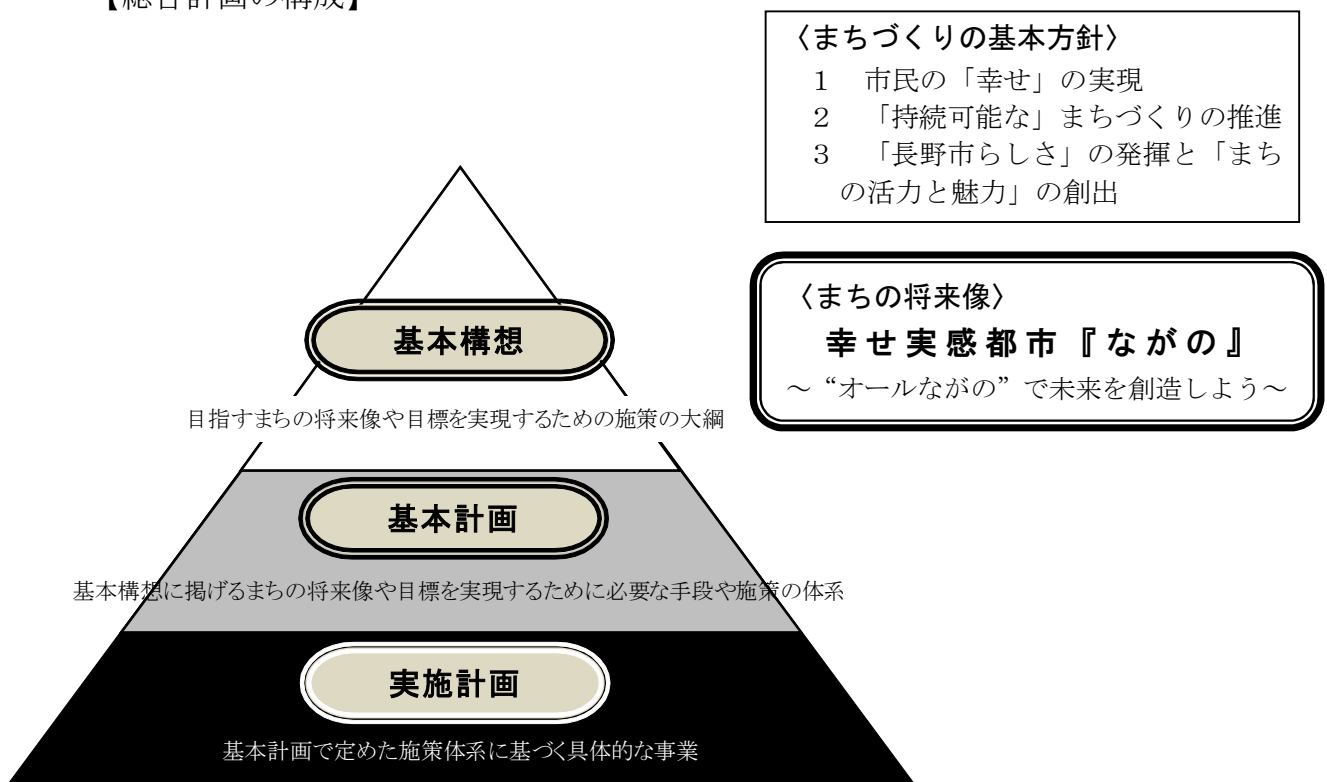 【総合計画の構成】
〈まちづくりの基本方針〉
１　市民の「幸せ」の実現
２　「持続可能な」まちづくりの推進
３　「長野市らしさ」の発揮と「まち
の活力と魅力」の創出
〈まちの将来像〉
幸せ実感都市『ながの』
～“オールながの”で未来を創造しよう～
基本構想
目指すまちの将来像や目標を実現するための施策の大綱
基本計画
基本構想に掲げるまちの将来像や目標を実現するために必要な手段や施策の体系
実施計画
基本計画で定めた施策体系に基づく具体的な事業